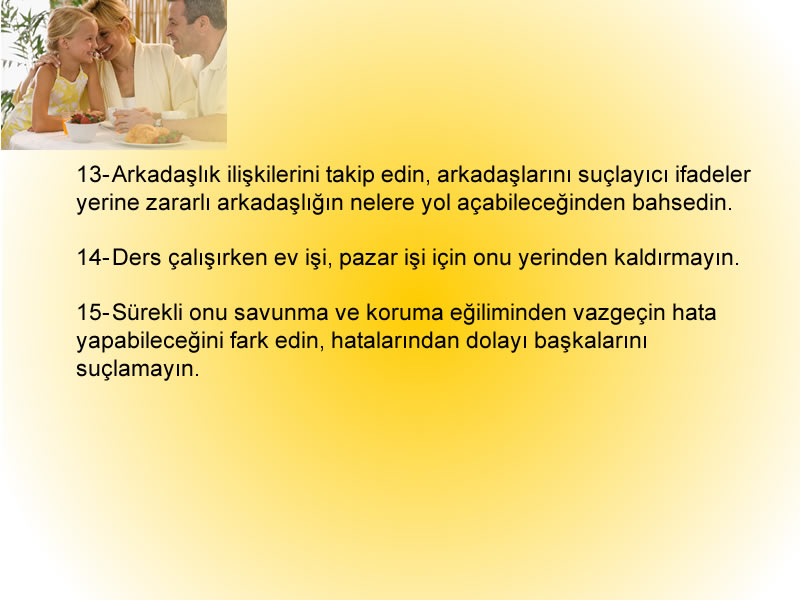 13-Arkadaşlık ilişkilerini takip edin, arkadaşlarını suçlayıcı ifadeler
yerine zararlı arkadaşlığın nelere yol açabileceğinden bahsedin.
14-Ders çalışırken ev işi, pazar işi için onu yerinden kaldırmayın.
15-Sürekli onu savunma ve koruma eğiliminden vazgeçin hata
yapabileceğini fark edin, hatalarından dolayı başkalarını
suçlamayın.